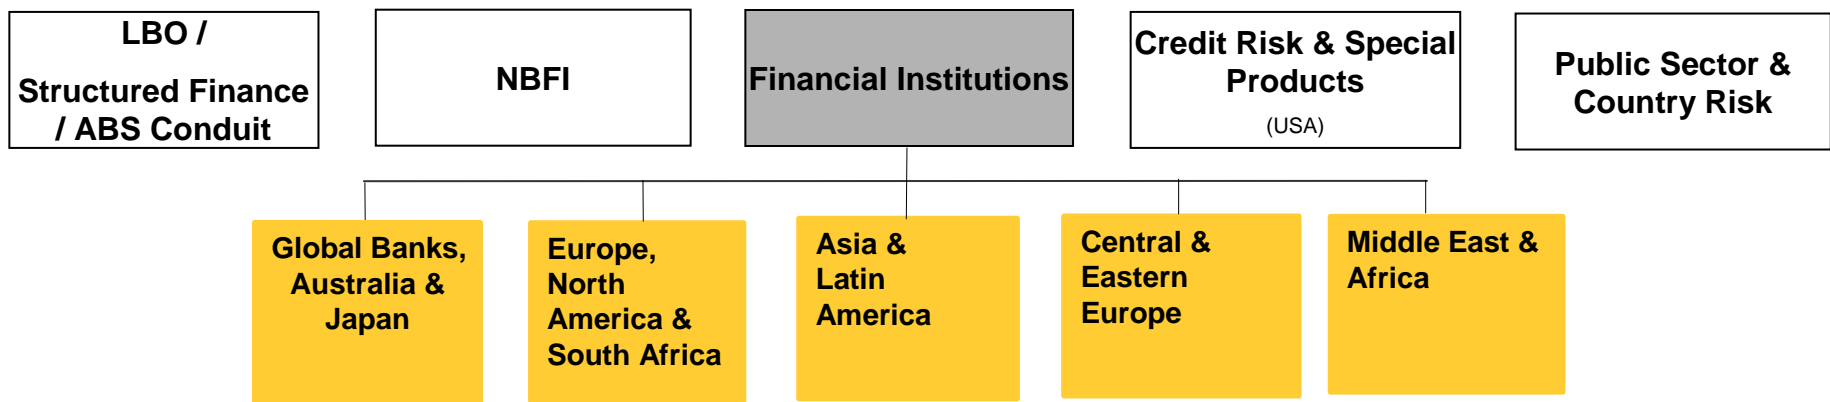 LBO /
Structured Finance
/ ABS Conduit
NBFI
Financial Institutions
Credit Risk & Special
Products
(USA)
Public Sector &
Country Risk
Global Banks,
Australia &
Japan
Europe,
North
America &
South Africa
Asia &
Latin
America
Central &
Eastern
Europe
Middle East &
Africa